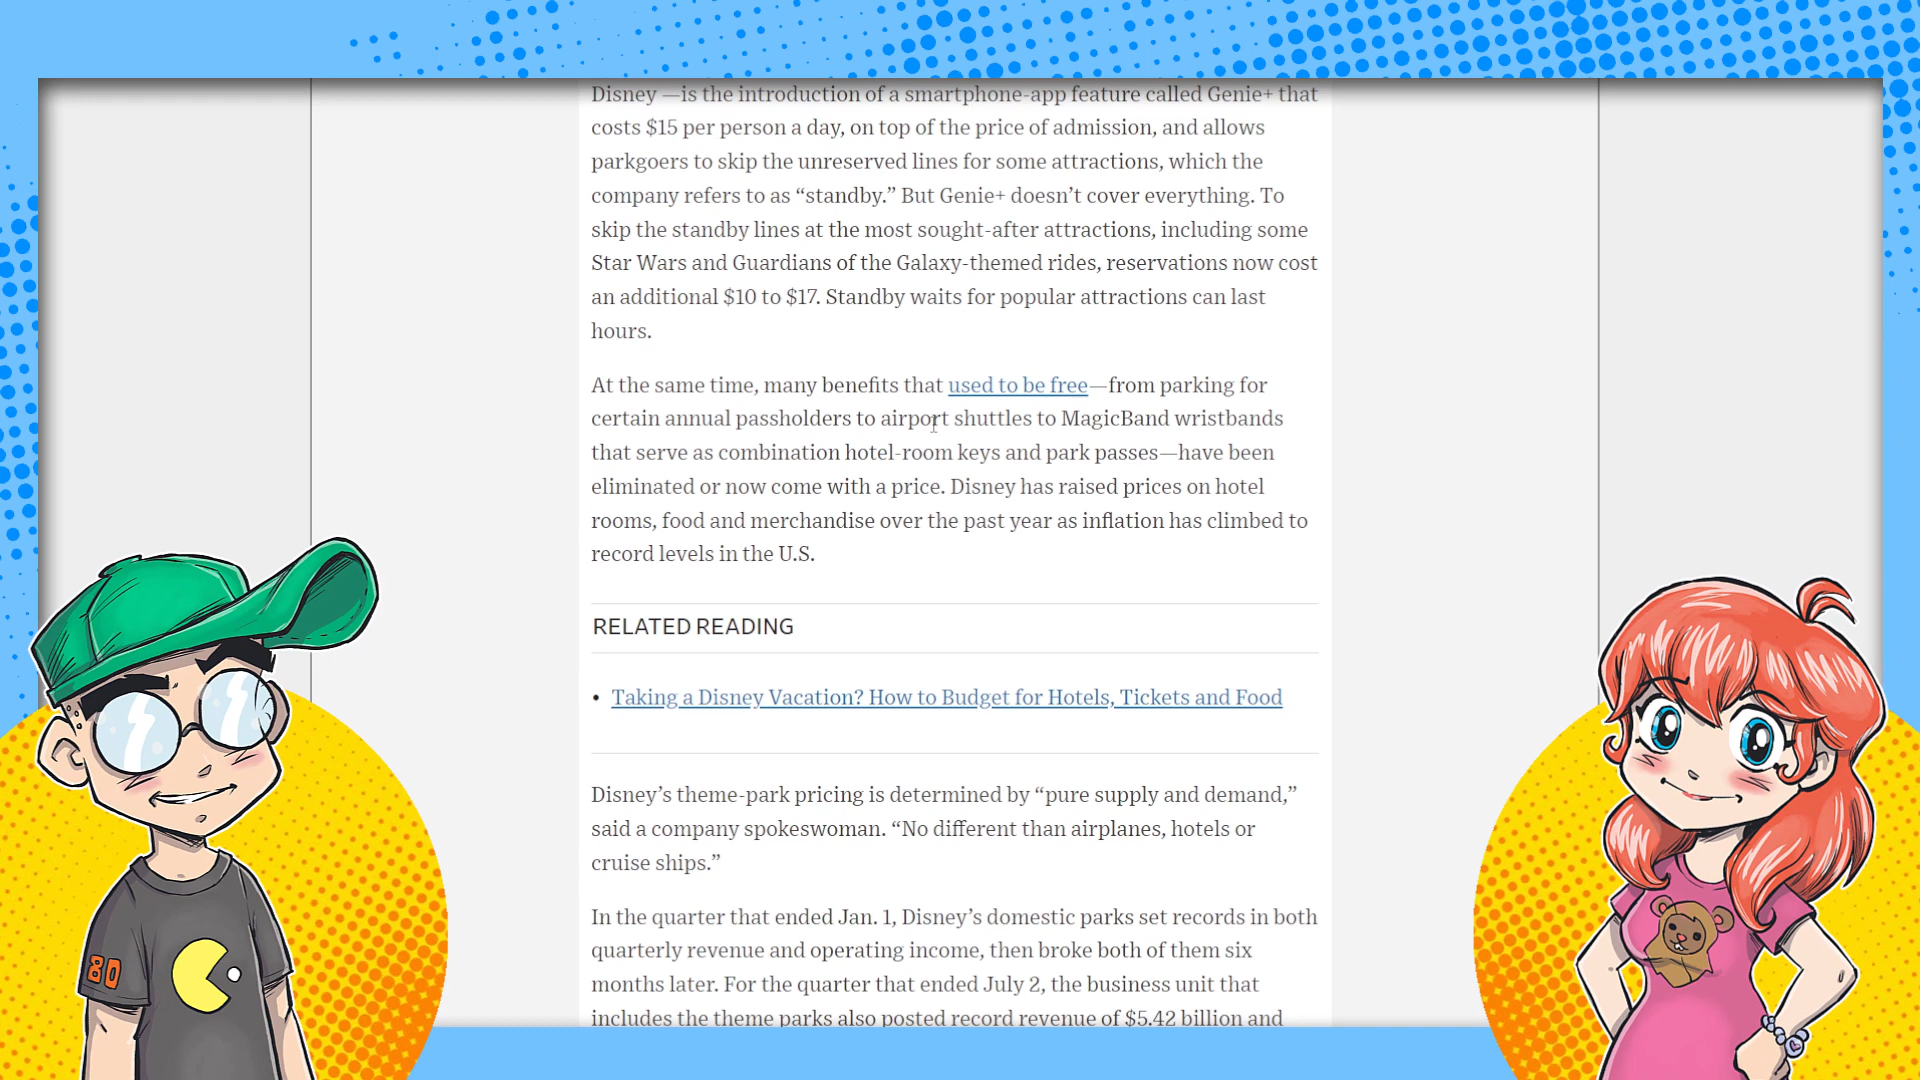 Disney —is the introduction of a smartphone-app feature called Genie+ that
costs $15 per person a day, on top of the price of admission, and allows
parkgoers to skip the unreserved lines for some attractions, which the
company refers to as “standby.” But Genie+ doesn’t cover everything. To
skip the standby lines at the most sought-after attractions, including some
Star Wars and Guardians of the Galaxy-themed rides, reservations now cost
an additional $10 to $17. Standby waits for popular attractions can last
hours.
At the same time, many benefits that used to be free—from parking for
certain annual passholders to airport shuttles to MagicBand wristbands
that serve as combination hotel-room keys and park passes—have been
eliminated or now come with a price. Disney has raised prices on hotel
rooms, food and merchandise over the past year as inflation has climbed to
record levels in the U.S.
RELATED READING
• Taking a Disney Vacation? How to Budget for Hotels, Tickets and Food
Disney’s theme-park pricing is determined by “pure supply and demand,”
said a company spokeswoman. “No different than airplanes, hotels or
cruise ships.”
In the quarter that ended Jan. 1, Disney’s domestic parks set records in both
quarterly revenue and operating income, then broke both of them six
months later. For the quarter that ended July 2, the business unit that
includes the theme parks also posted record revenue of $5.42 billion and
80